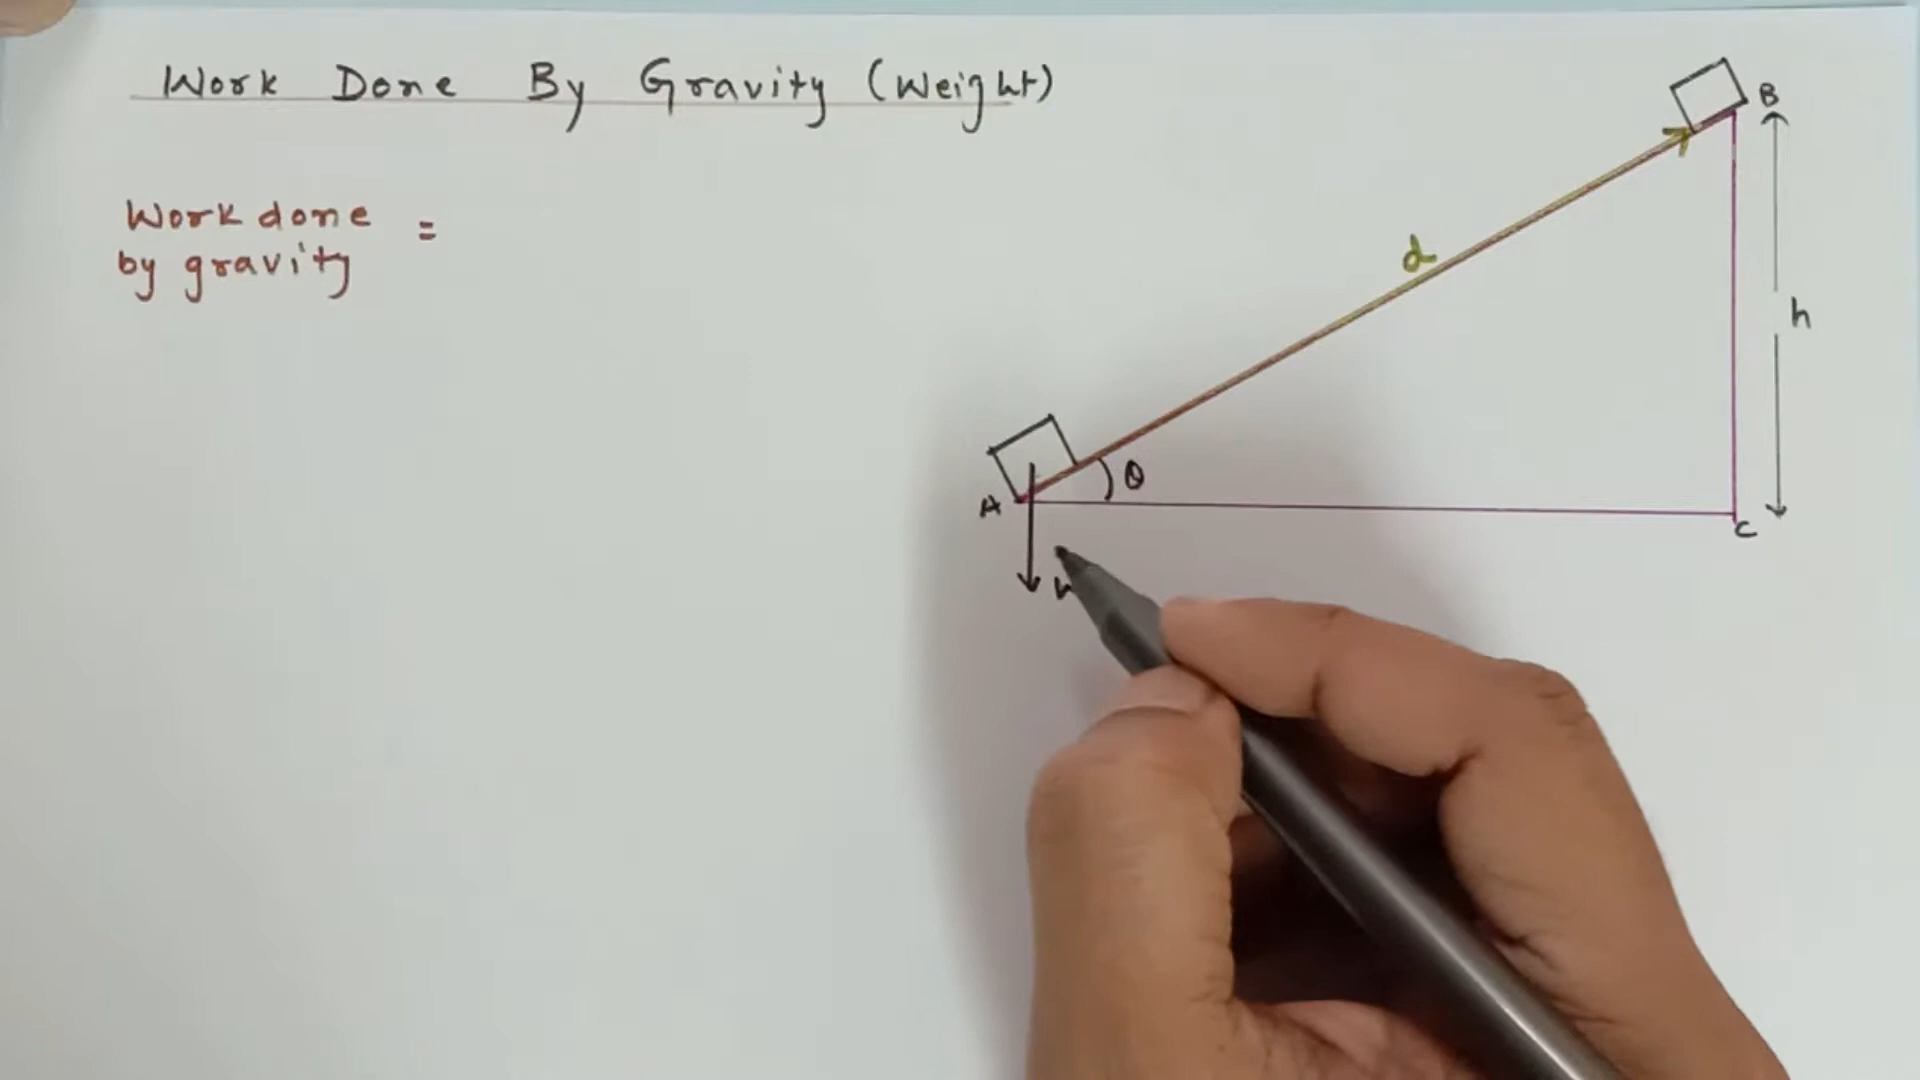 Work Done By Gravity (Weight)
B
Work done
by gravity =
d
h
θ
A
C